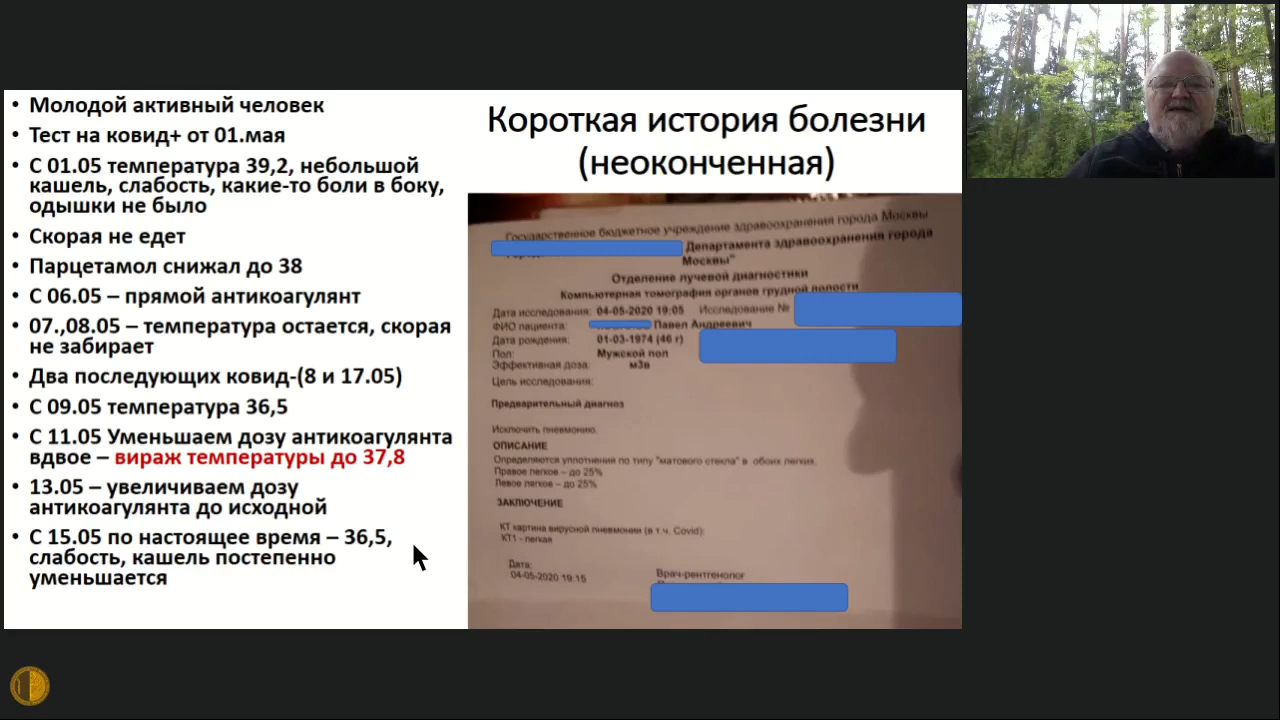 • Молодой активный человек
• Тест на ковид+ от 01.мая
• С 01.05 температура 39,2, небольшой
кашель, слабость, какие-то боли в боку,
одышки не было
• Скорая не едет
• Парцетамол снижал до 38
• С 06.05 – прямой антикоагулянт
• 07.,08.05 – температура остается, скорая
не забирает
• Два последующих ковид-(8 и 17.05)
• С 09.05 температура 36,5
• С 11.05 Уменьшаем дозу антикоагулянта
вдвое – вираж температуры до 37,8
• 13.05 – увеличиваем дозу
антикоагулянта до исходной
• С 15.05 по настоящее время – 36,5,
слабость, кашель постепенно
уменьшается
Короткая история болезни
(неоконченная)
Государственное бюджетное учреждение здравоохранения города Москвы
Департамента здравоохранения города
Москвы"
Отделение лучевой диагностики
Компьютерная томография органов грудной полости
Дата исследования: 04-05-2020 19:05 Исследование №
ФИО пациента: Павел Андреевич
Дата рождения: 01-03-1974 (46 г)
Пол: Мужской пол
Эффективная доза: м3в
Цель исследования:
Предварительный диагноз
Исключить пневмонию.
ОПИСАНИЕ
Определяются уплотнения по типу "матового стекла" в обоих легких.
Правое легкое – до 25%
Левое легкое – до 25%
ЗАКЛЮЧЕНИЕ
КТ картина вирусной пневмонии (в т.ч. Covid):
КТ1 - легкая
Дата:
04-05-2020 19:15
Врач-рентгенолог